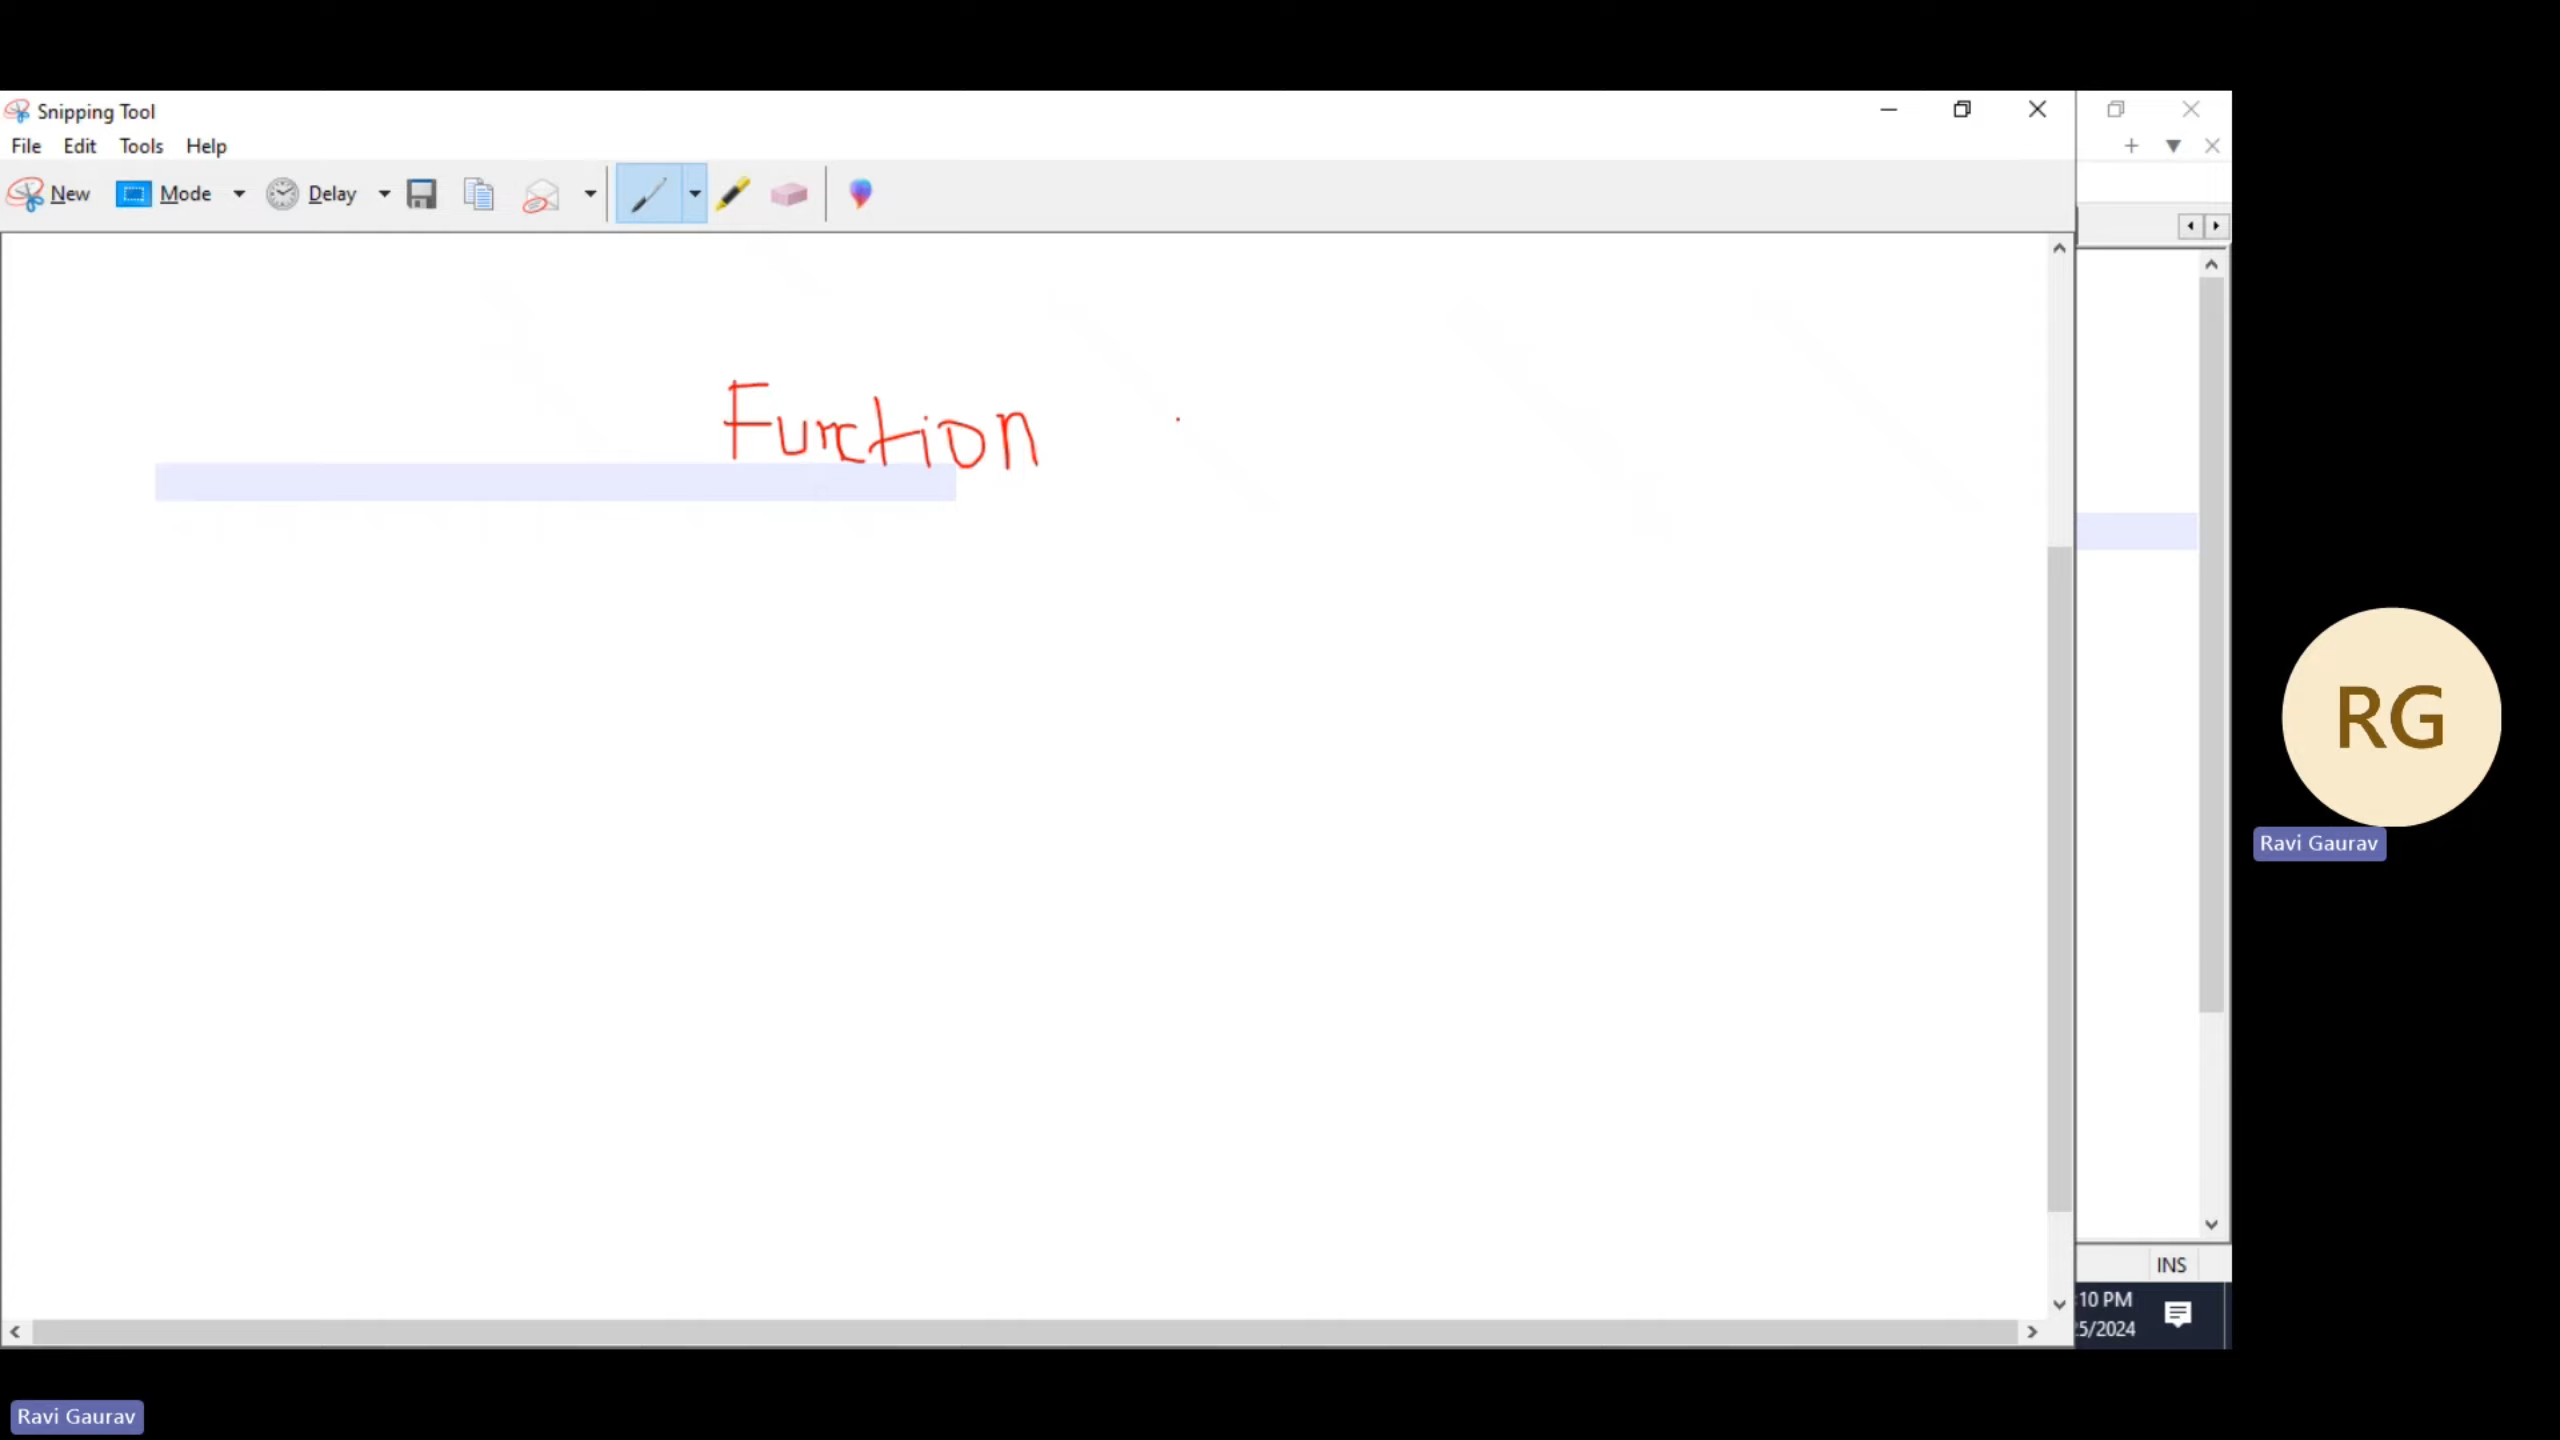 Snipping Tool
File Edit Tools Help
New Mode Delay
Function
RG
Ravi Gaurav
INS
:10 PM
5/2024
Ravi Gaurav